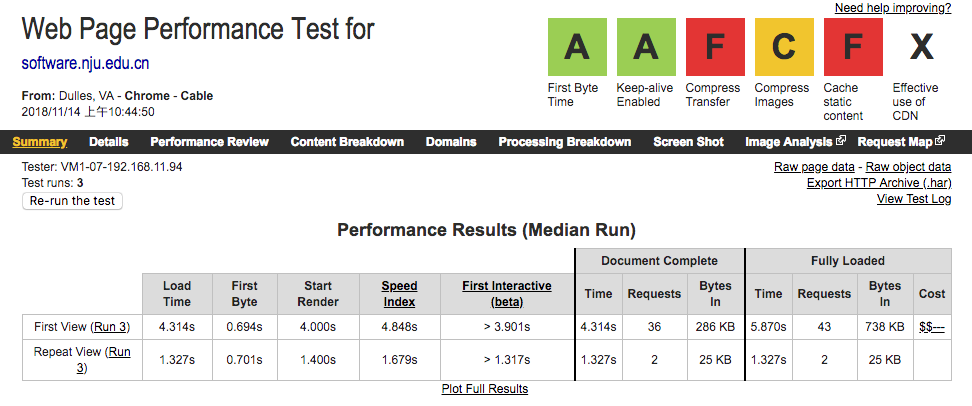 Need help improving?
Web Page Performance Test for
software.nju.edu.cn
From: Dulles, VA - Chrome - Cable
2018/11/14 上午10:44:50
A A F C F X
First Byte Time
Keep-alive Enabled
Compress Transfer
Compress Images
Cache static content
Effective use of CDN
Summary Details Performance Review Content Breakdown Domains Processing Breakdown Screen Shot Image Analysis Request Map
Tester: VM1-07-192.168.11.94
Test runs: 3
Re-run the test
Raw page data - Raw object data
Export HTTP Archive (.har)
View Test Log
Performance Results (Median Run)
Document Complete Fully Loaded
Load Time First Byte Start Render Speed Index First Interactive (beta) Time Requests Bytes In Time Requests Bytes In Cost
First View (Run 3) 4.314s 0.694s 4.000s 4.848s > 3.901s 4.314s 36 286 KB 5.870s 43 738 KB $$---
Repeat View (Run 3) 1.327s 0.701s 1.400s 1.679s > 1.317s 1.327s 2 25 KB 1.327s 2 25 KB
Plot Full Results